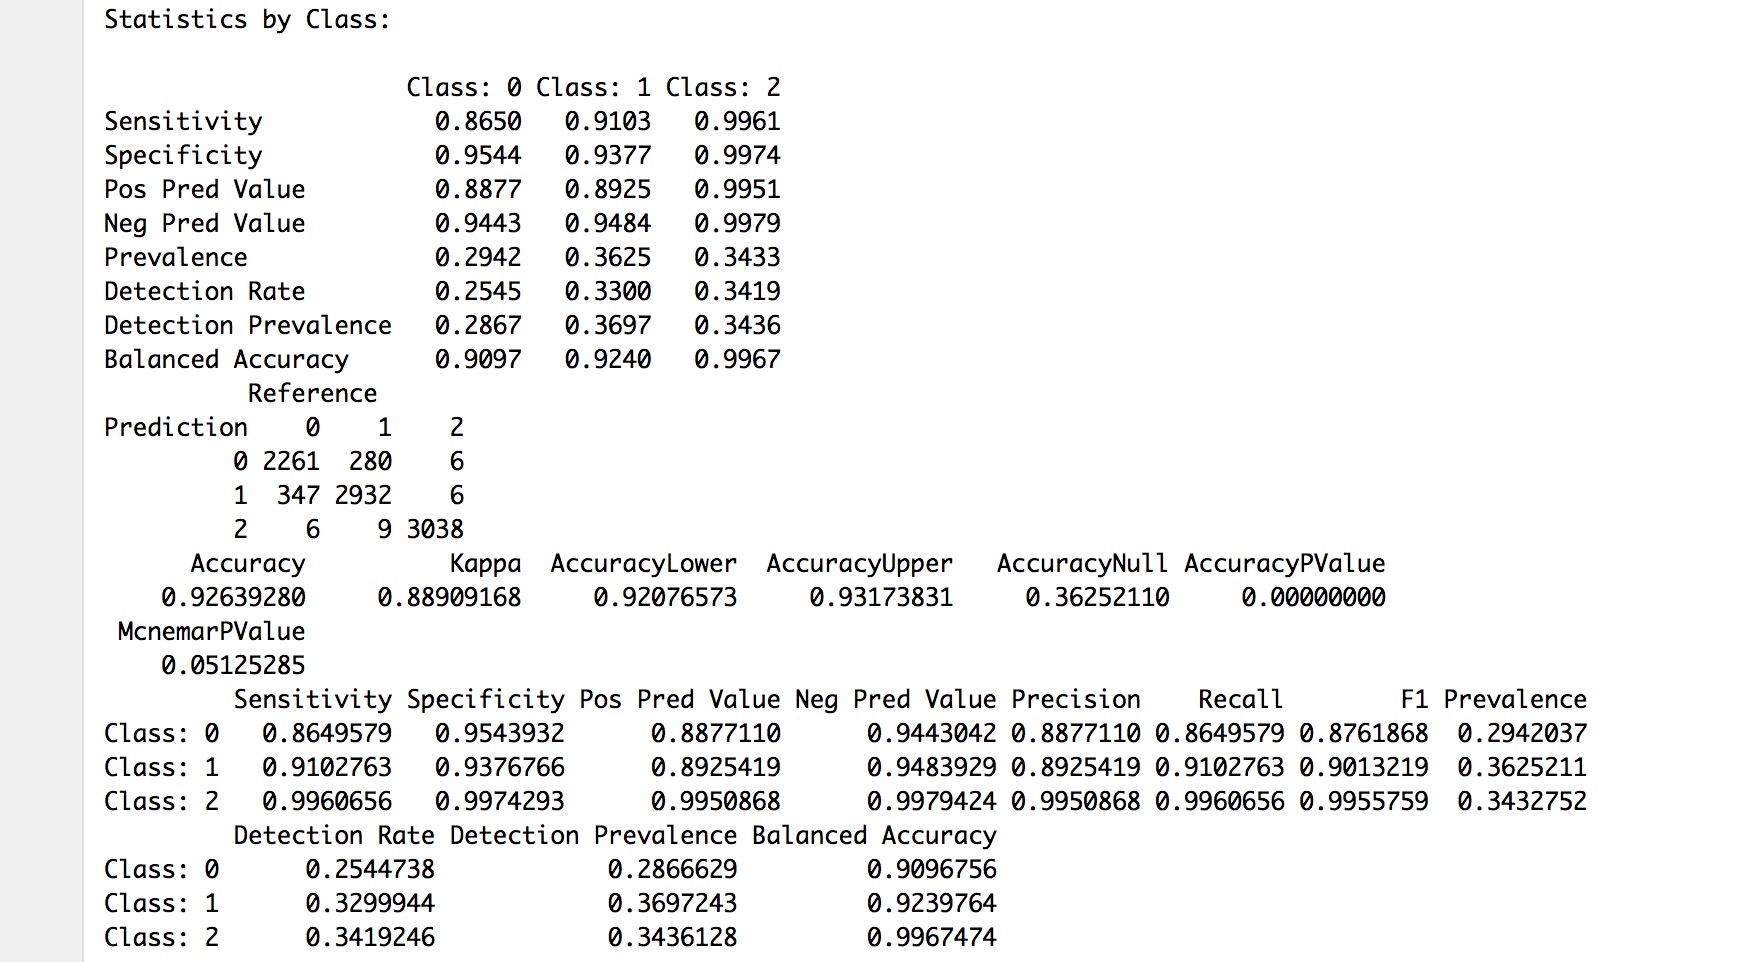 Statistics by Class:
Class: 0 Class: 1 Class: 2
Sensitivity 0.8650 0.9103 0.9961
Specificity 0.9544 0.9377 0.9974
Pos Pred Value 0.8877 0.8925 0.9951
Neg Pred Value 0.9443 0.9484 0.9979
Prevalence 0.2942 0.3625 0.3433
Detection Rate 0.2545 0.3300 0.3419
Detection Prevalence 0.2867 0.3697 0.3436
Balanced Accuracy 0.9097 0.9240 0.9967
Reference
Prediction 0 1 2
0 2261 280 6
1 347 2932 6
2 6 9 3038
Accuracy Kappa AccuracyLower AccuracyUpper AccuracyNull AccuracyPValue
0.92639280 0.88909168 0.92076573 0.93173831 0.36252110 0.00000000
McnemarPValue
0.05125285
Sensitivity Specificity Pos Pred Value Neg Pred Value Precision Recall F1 Prevalence
Class: 0 0.8649579 0.9543932 0.8877110 0.9443042 0.8877110 0.8649579 0.8761868 0.2942037
Class: 1 0.9102763 0.9376766 0.8925419 0.9483929 0.8925419 0.9102763 0.9013219 0.3625211
Class: 2 0.9960656 0.9974293 0.9950868 0.9979424 0.9950868 0.9960656 0.9955759 0.3432752
Detection Rate Detection Prevalence Balanced Accuracy
Class: 0 0.2544738 0.2866629 0.9096756
Class: 1 0.3299944 0.3697243 0.9239764
Class: 2 0.3419246 0.3436128 0.9967474